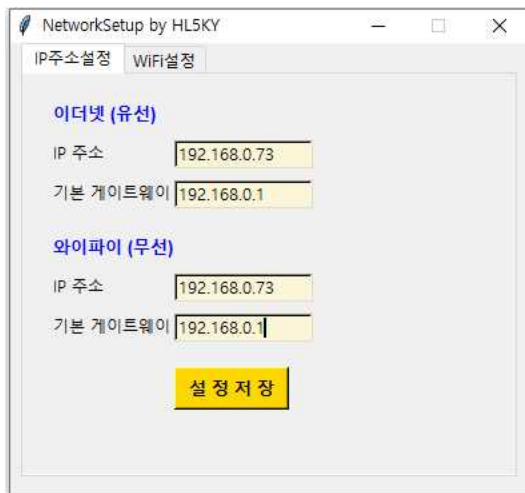 NetworkSetup by HL5KY
IP주소설정 WiFi설정
이더넷 (유선)
IP 주소 192.168.0.73
기본 게이트웨이 192.168.0.1
와이파이 (무선)
IP 주소 192.168.0.73
기본 게이트웨이 192.168.0.1
설 정 저 장